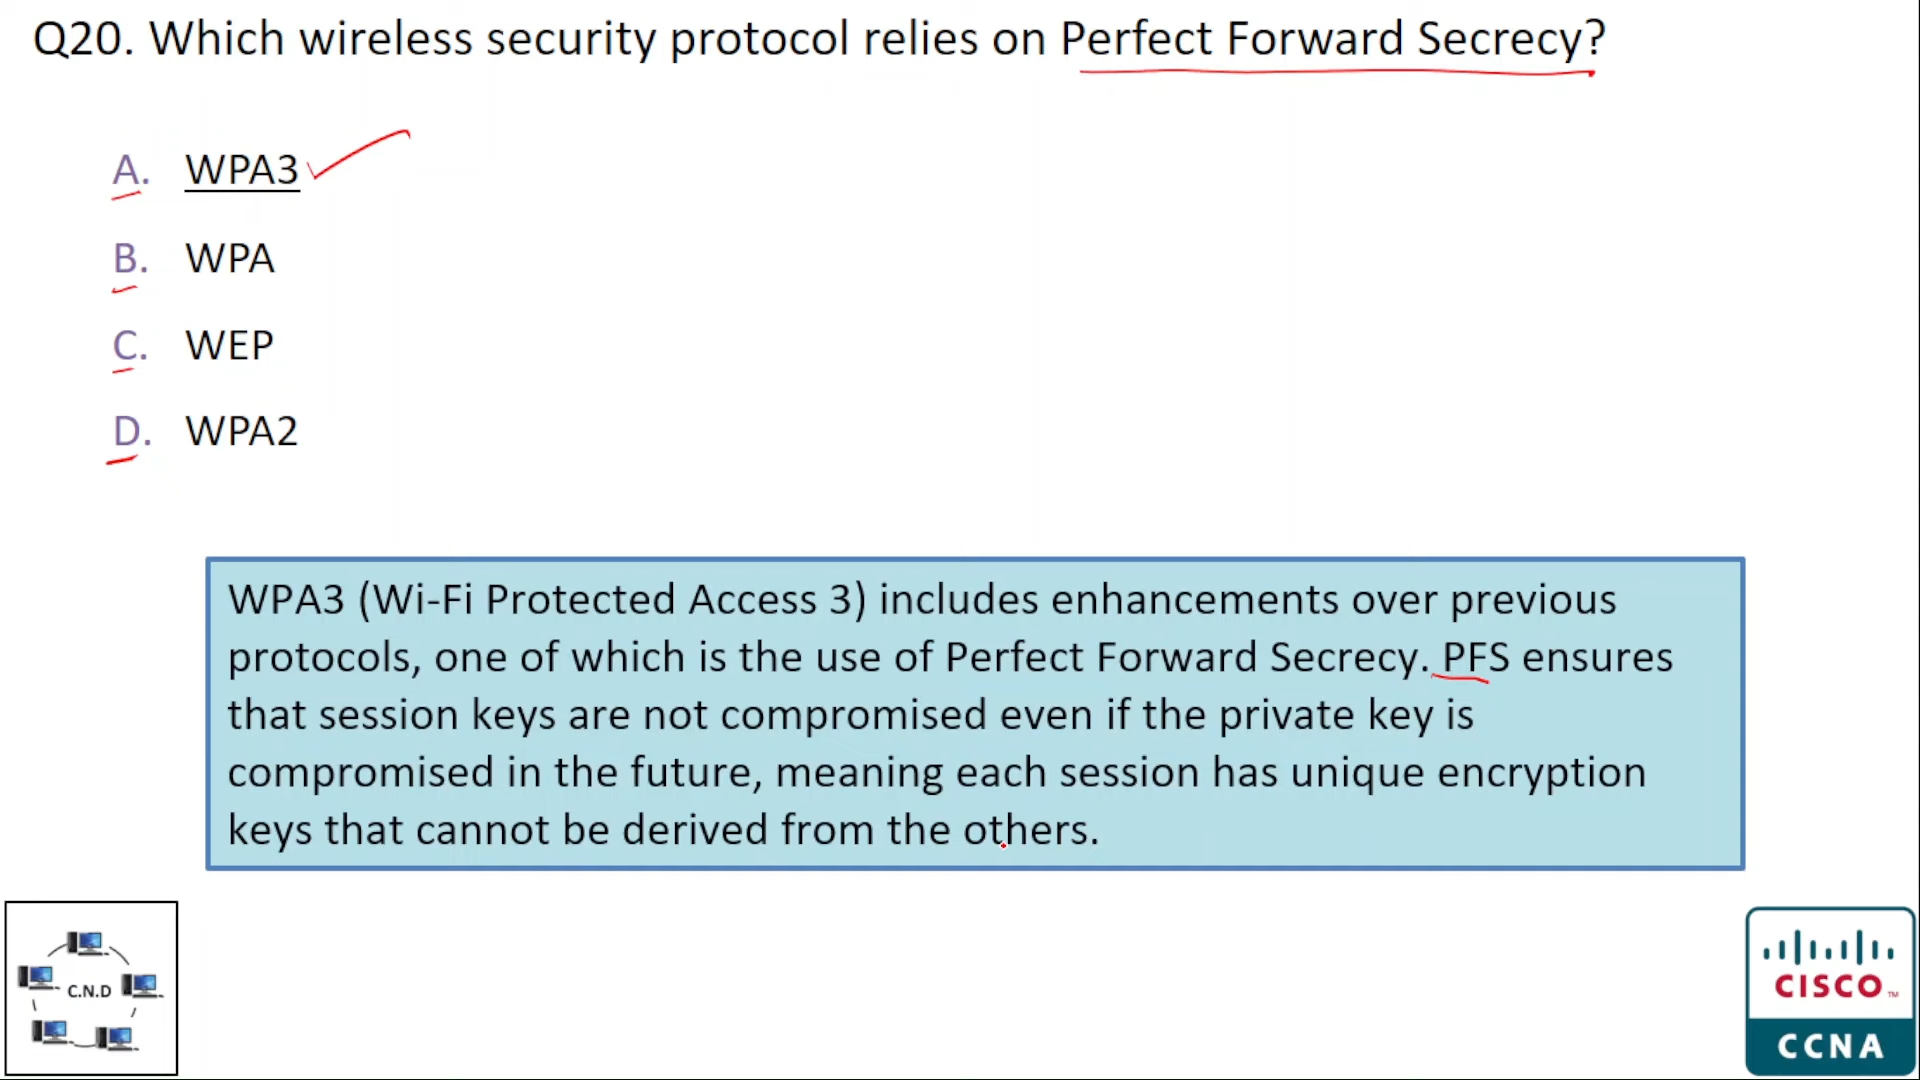 Q20. Which wireless security protocol relies on Perfect Forward Secrecy?
A. WPA3
B. WPA
C. WEP
D. WPA2
WPA3 (Wi-Fi Protected Access 3) includes enhancements over previous
protocols, one of which is the use of Perfect Forward Secrecy. PFS ensures
that session keys are not compromised even if the private key is
compromised in the future, meaning each session has unique encryption
keys that cannot be derived from the others.
C.N.D
CISCO™
CCNA